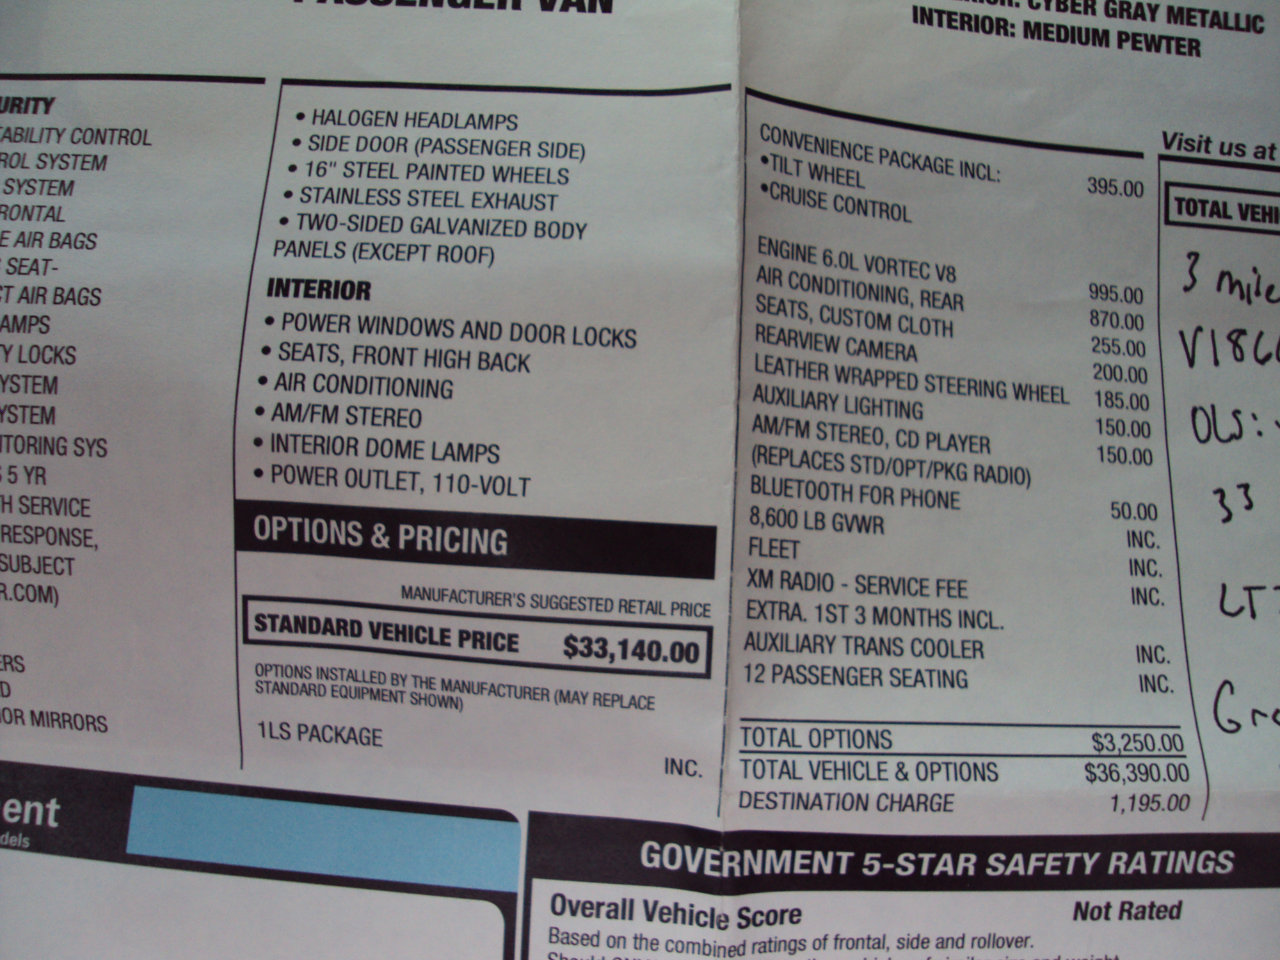 PASSENGER VAN
CYBER GRAY METALLIC
INTERIOR: MEDIUM PEWTER
URITY
TABILITY CONTROL
ROL SYSTEM
SYSTEM
RONTAL
E AIR BAGS
SEAT-
CT AIR BAGS
AMPS
Y LOCKS
YSTEM
YSTEM
ITORING SYS
S 5 YR
TH SERVICE
RESPONSE,
SUBJECT
R.COM)
ERS
D
IOR MIRRORS
• HALOGEN HEADLAMPS
• SIDE DOOR (PASSENGER SIDE)
• 16" STEEL PAINTED WHEELS
• STAINLESS STEEL EXHAUST
• TWO-SIDED GALVANIZED BODY
PANELS (EXCEPT ROOF)
INTERIOR
• POWER WINDOWS AND DOOR LOCKS
• SEATS, FRONT HIGH BACK
• AIR CONDITIONING
• AM/FM STEREO
• INTERIOR DOME LAMPS
• POWER OUTLET, 110-VOLT
OPTIONS & PRICING
MANUFACTURER'S SUGGESTED RETAIL PRICE
STANDARD VEHICLE PRICE $33,140.00
OPTIONS INSTALLED BY THE MANUFACTURER (MAY REPLACE
STANDARD EQUIPMENT SHOWN)
1LS PACKAGE
INC.
CONVENIENCE PACKAGE INCL: 395.00
•TILT WHEEL
•CRUISE CONTROL
ENGINE 6.0L VORTEC V8 995.00
AIR CONDITIONING, REAR 870.00
SEATS, CUSTOM CLOTH 255.00
REARVIEW CAMERA 200.00
LEATHER WRAPPED STEERING WHEEL 185.00
AUXILIARY LIGHTING 150.00
AM/FM STEREO, CD PLAYER 150.00
(REPLACES STD/OPT/PKG RADIO)
BLUETOOTH FOR PHONE 50.00
8,600 LB GVWR INC.
FLEET INC.
XM RADIO - SERVICE FEE INC.
EXTRA. 1ST 3 MONTHS INCL.
AUXILIARY TRANS COOLER INC.
12 PASSENGER SEATING INC.
TOTAL OPTIONS $3,250.00
TOTAL VEHICLE & OPTIONS $36,390.00
DESTINATION CHARGE 1,195.00
Visit us at
TOTAL VEHI
3 mile
V186
OLS:
33
LT
Gr
ent
dels
GOVERNMENT 5-STAR SAFETY RATINGS
Overall Vehicle Score Not Rated
Based on the combined ratings of frontal, side and rollover.